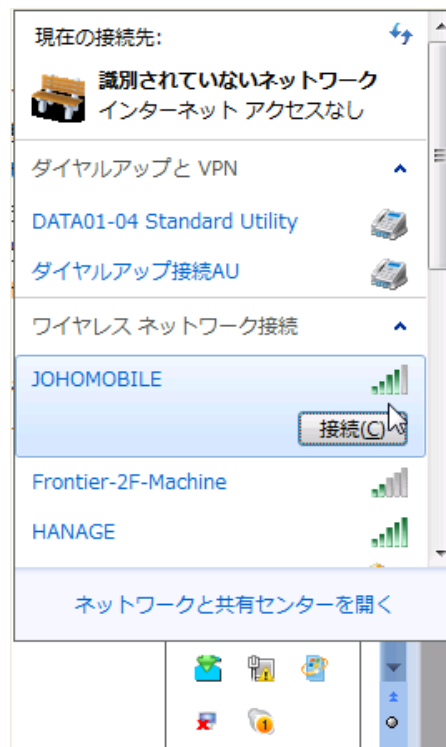 現在の接続先:
識別されていないネットワーク
インターネット アクセスなし
ダイヤルアップと VPN
DATA01-04 Standard Utility
ダイヤルアップ接続AU
ワイヤレス ネットワーク接続
JOHOMOBILE
接続(C)
Frontier-2F-Machine
HANAGE
ネットワークと共有センターを開く
1